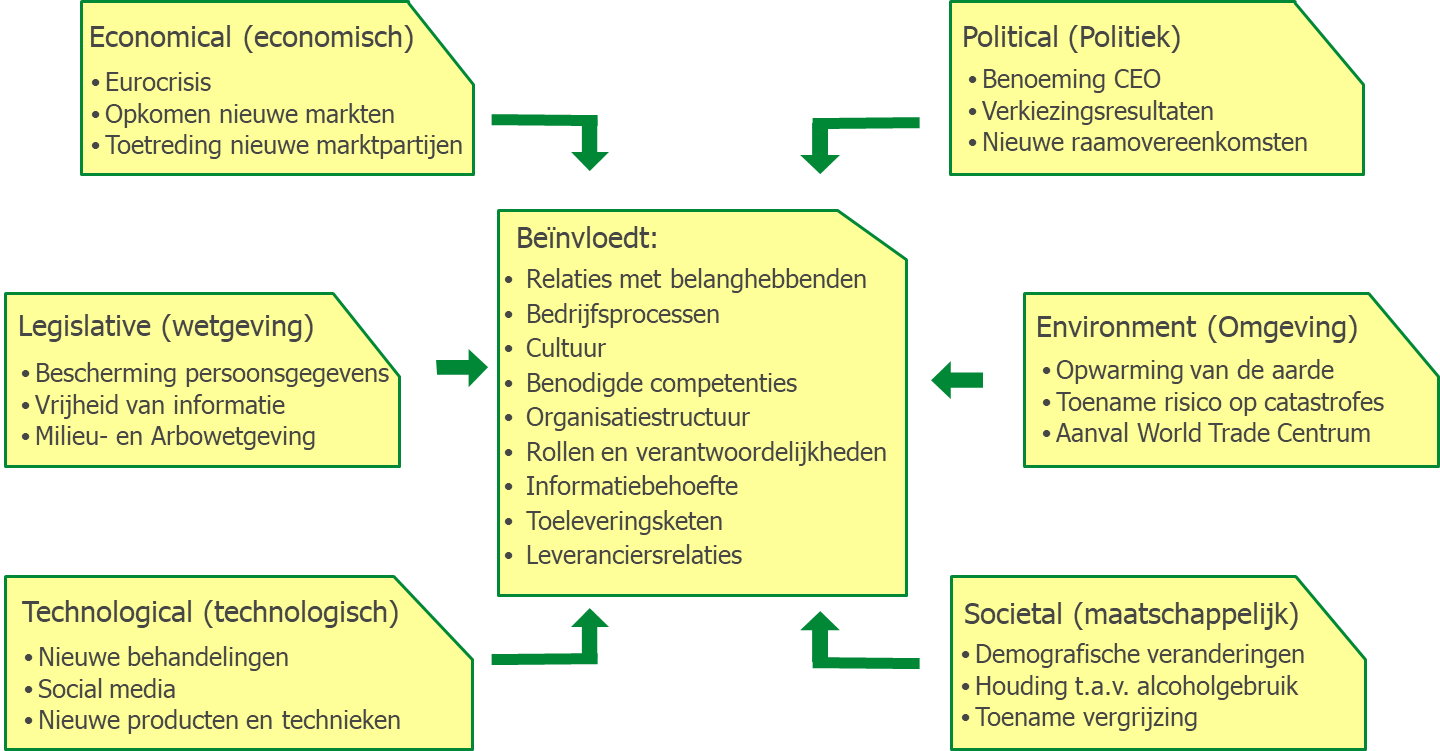 Economical (economisch)
• Eurocrisis
• Opkomen nieuwe markten
• Toetreding nieuwe marktpartijen
Political (Politiek)
• Benoeming CEO
• Verkiezingsresultaten
• Nieuwe raamovereenkomsten
Legislative (wetgeving)
• Bescherming persoonsgegevens
• Vrijheid van informatie
• Milieu- en Arbowetgeving
Beïnvloedt:
• Relaties met belanghebbenden
• Bedrijfsprocessen
• Cultuur
• Benodigde competenties
• Organisatiestructuur
• Rollen en verantwoordelijkheden
• Informatiebehoefte
• Toeleveringsketen
• Leveranciersrelaties
Environment (Omgeving)
• Opwarming van de aarde
• Toename risico op catastrofes
• Aanval World Trade Centrum
Technological (technologisch)
• Nieuwe behandelingen
• Social media
• Nieuwe producten en technieken
Societal (maatschappelijk)
• Demografische veranderingen
• Houding t.a.v. alcoholgebruik
• Toename vergrijzing